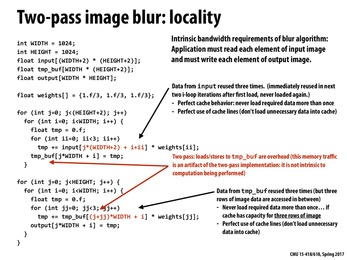 Two-pass image blur: locality
int WIDTH = 1024;
int HEIGHT = 1024;
float input[(WIDTH+2) * (HEIGHT+2)];
float tmp_buf[WIDTH * (HEIGHT+2)];
float output[WIDTH * HEIGHT];
float weights[] = {1.f/3, 1.f/3, 1.f/3};
for (int j=0; j<(HEIGHT+2); j++)
for (int i=0; i<WIDTH; i++) {
float tmp = 0.f;
for (int ii=0; ii<3; ii++)
tmp += input[j*(WIDTH+2) + i+ii] * weights[ii];
tmp_buf[j*WIDTH + i] = tmp;
}
for (int j=0; j<HEIGHT; j++) {
for (int i=0; i<WIDTH; i++) {
float tmp = 0.f;
for (int jj=0; jj<3; jj++)
tmp += tmp_buf[(j+jj)*WIDTH + i] * weights[jj];
output[j*WIDTH + i] = tmp;
}
}
Intrinsic bandwidth requirements of blur algorithm:
Application must read each element of input image
and must write each element of output image.
Data from input reused three times. (immediately reused in next
two i-loop iterations after first load, never loaded again.)
- Perfect cache behavior: never load required data more than once
- Perfect use of cache lines (don't load unnecessary data into cache)
Two pass: loads/stores to tmp_buf are overhead (this memory traffic
is an artifact of the two-pass implementation: it is not intrinsic to
computation being performed)
Data from tmp_buf reused three times (but three
rows of image data are accessed in between)
- Never load required data more than once... if
cache has capacity for three rows of image
- Perfect use of cache lines (don't load unnecessary
data into cache)
CMU 15-418/618, Spring 2017